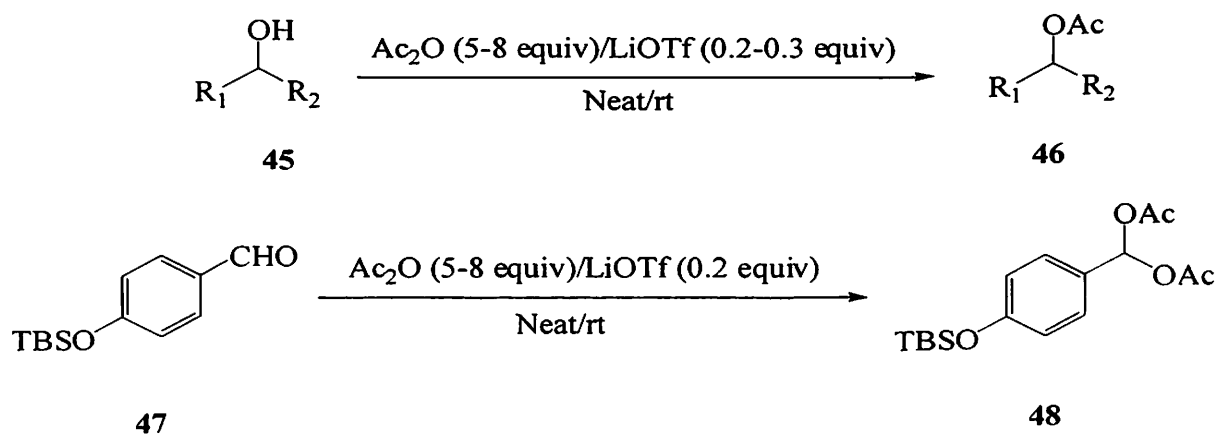 OH
Ac₂O (5-8 equiv)/LiOTf (0.2-0.3 equiv)
OAc
R₁ R₂
Neat/rt
R₁ R₂
45
46
CHO
Ac₂O (5-8 equiv)/LiOTf (0.2 equiv)
OAc
OAc
TBSO
Neat/rt
TBSO
47
48